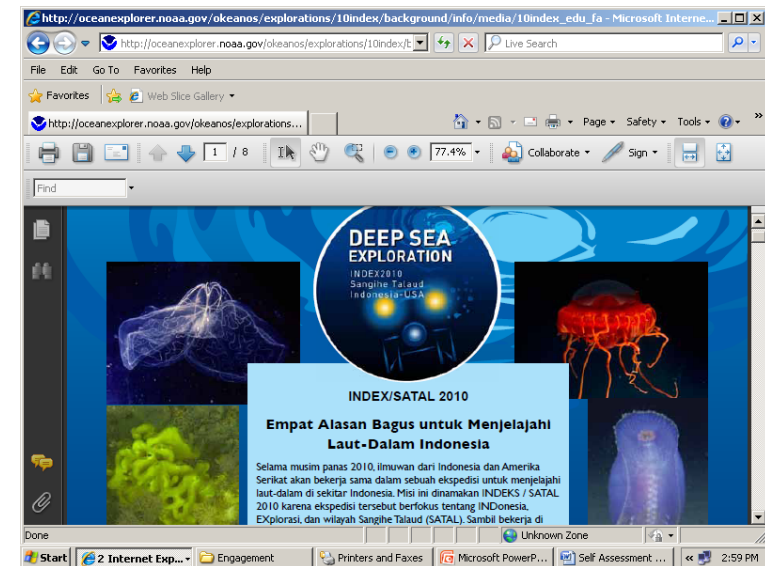 http://oceanexplorer.noaa.gov/okeanos/explorations/10index/background/info/media/10index_edu_fa - Microsoft Interne...
http://oceanexplorer.noaa.gov/okeanos/explorations/10index/b
Live Search
File Edit Go To Favorites Help
Favorites Web Slice Gallery
http://oceanexplorer.noaa.gov/okeanos/explorations...
Page Safety Tools »
1 / 8 77.4% Collaborate Sign
Find
DEEP SEA
EXPLORATION
INDEX2010
Sangihe Talaud
Indonesia-USA
INDEX/SATAL 2010
Empat Alasan Bagus untuk Menjelajahi
Laut-Dalam Indonesia
Selama musim panas 2010, ilmuwan dari Indonesia dan Amerika
Serikat akan bekerja sama dalam sebuah ekspedisi untuk menjelajahi
laut-dalam di sekitar Indonesia. Misi ini dinamakan INDEKS / SATAL
2010 karena ekspedisi tersebut berfokus tentang INDonesia,
EXplorasi, dan wilayah Sangihe Talaud (SATAL). Sambil bekerja di
Done Unknown Zone
Start 2 Internet Exp... Engagement Printers and Faxes Microsoft PowerP... Self Assessment ... « 2:59 PM